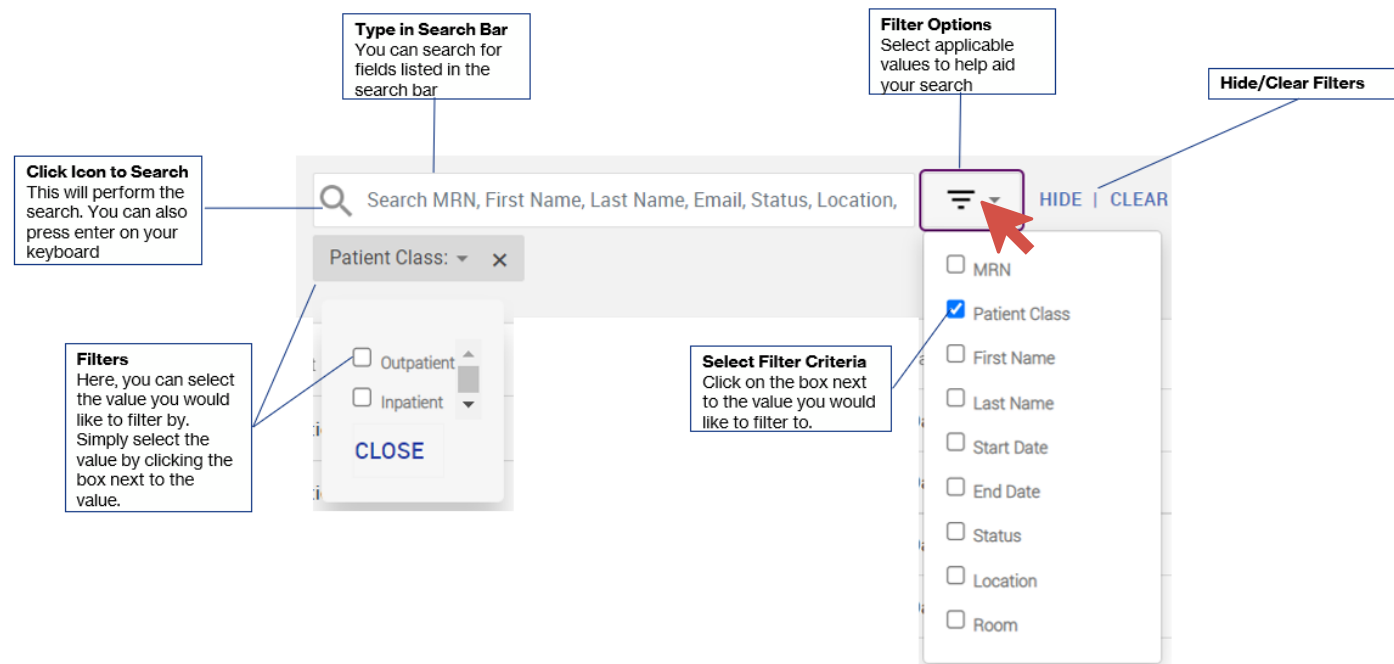 Type in Search Bar
You can search for
fields listed in the
search bar
Filter Options
Select applicable
values to help aid
your search
Hide/Clear Filters
Click Icon to Search
This will perform the
search. You can also
press enter on your
keyboard
Search MRN, First Name, Last Name, Email, Status, Location,
HIDE | CLEAR
Patient Class:
Filters
Here, you can select
the value you would
like to filter by.
Simply select the
value by clicking the
box next to the
value.
Outpatient
Inpatient
CLOSE
Select Filter Criteria
Click on the box next
to the value you would
like to filter to.
MRN
Patient Class
First Name
Last Name
Start Date
End Date
Status
Location
Room